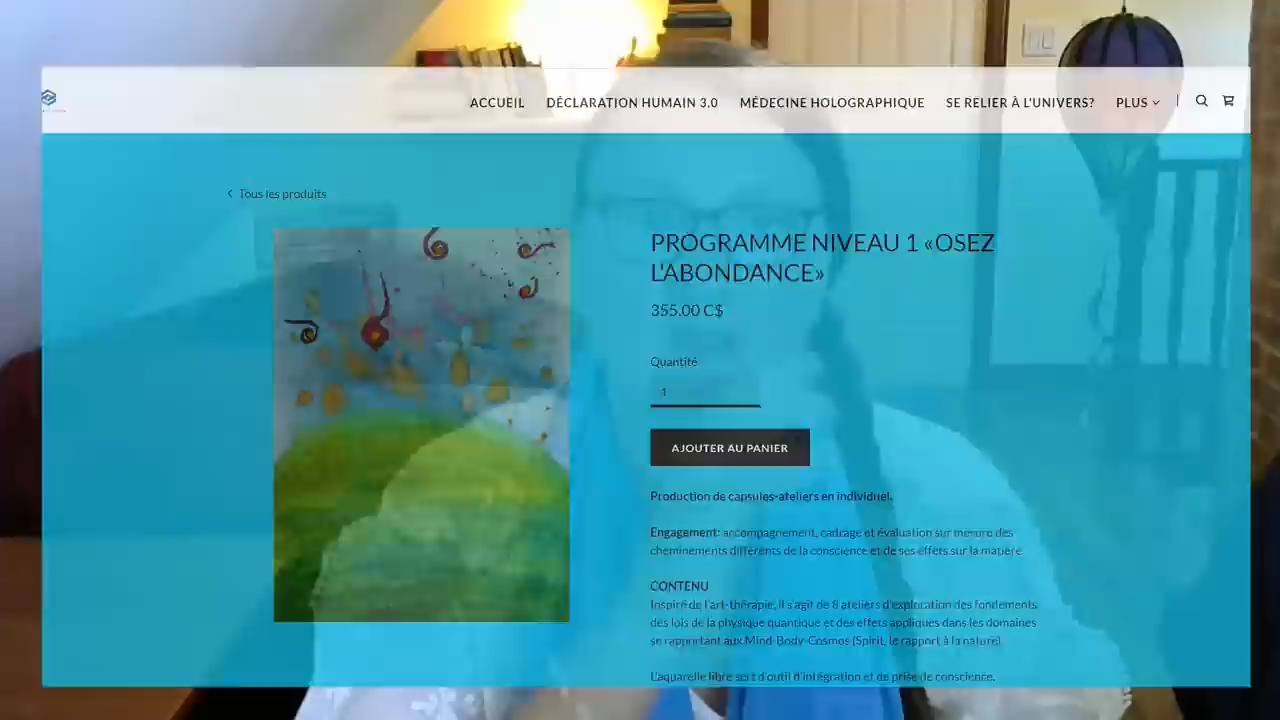 ACCUEIL DÉCLARATION HUMAIN 3.0 MÉDECINE HOLOGRAPHIQUE SE RELIER À L'UNIVERS? PLUS
Tous les produits
PROGRAMME NIVEAU 1 «OSEZ
L'ABONDANCE»
355.00 C$
Quantité
1
AJOUTER AU PANIER
Production de capsules-ateliers en individuel.
Engagement: accompagnement, cadrage et évaluation sur mesure des
cheminements différents de la conscience et de ses effets sur la matière
CONTENU
Inspiré de l'art-thérapie, il s'agit de 8 ateliers d'exploration des fondements
des lois de la physique quantique et des effets appliqués dans les domaines
se rapportant aux Mind-Body-Cosmos (Spirit, le rapport à la nature).
L'aquarelle libre sert d'outil d'intégration et de prise de conscience.